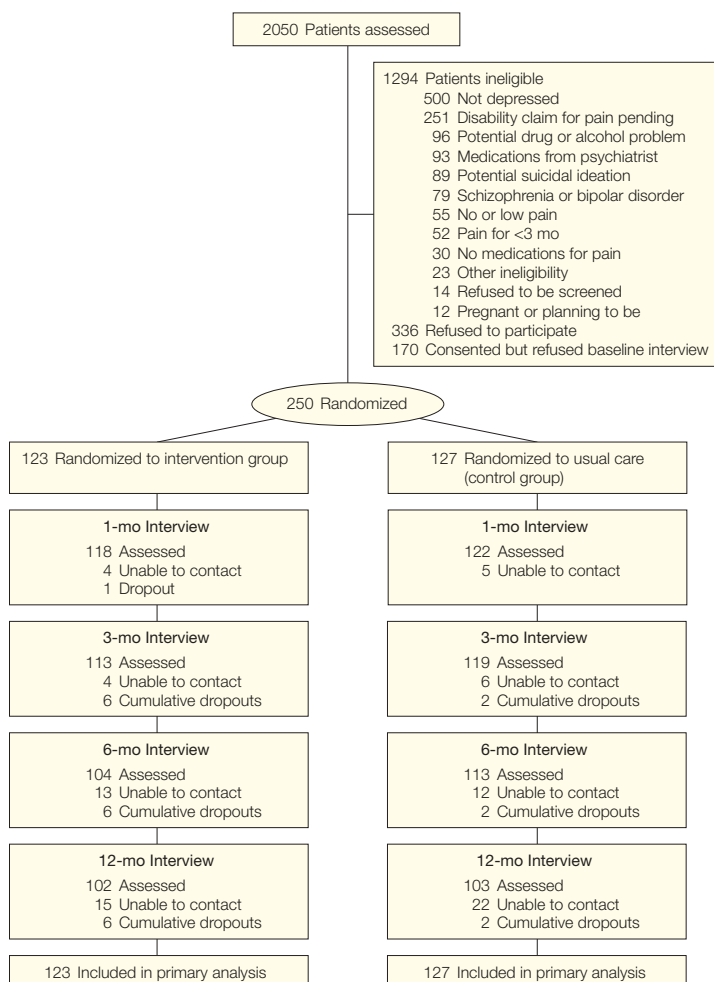 2050 Patients assessed
1294 Patients ineligible
500 Not depressed
251 Disability claim for pain pending
96 Potential drug or alcohol problem
93 Medications from psychiatrist
89 Potential suicidal ideation
79 Schizophrenia or bipolar disorder
55 No or low pain
52 Pain for <3 mo
30 No medications for pain
23 Other ineligibility
14 Refused to be screened
12 Pregnant or planning to be
336 Refused to participate
170 Consented but refused baseline interview
250 Randomized
123 Randomized to intervention group
127 Randomized to usual care
(control group)
1-mo Interview
118 Assessed
4 Unable to contact
1 Dropout
1-mo Interview
122 Assessed
5 Unable to contact
3-mo Interview
113 Assessed
4 Unable to contact
6 Cumulative dropouts
3-mo Interview
119 Assessed
6 Unable to contact
2 Cumulative dropouts
6-mo Interview
104 Assessed
13 Unable to contact
6 Cumulative dropouts
6-mo Interview
113 Assessed
12 Unable to contact
2 Cumulative dropouts
12-mo Interview
102 Assessed
15 Unable to contact
6 Cumulative dropouts
12-mo Interview
103 Assessed
22 Unable to contact
2 Cumulative dropouts
123 Included in primary analysis
127 Included in primary analysis